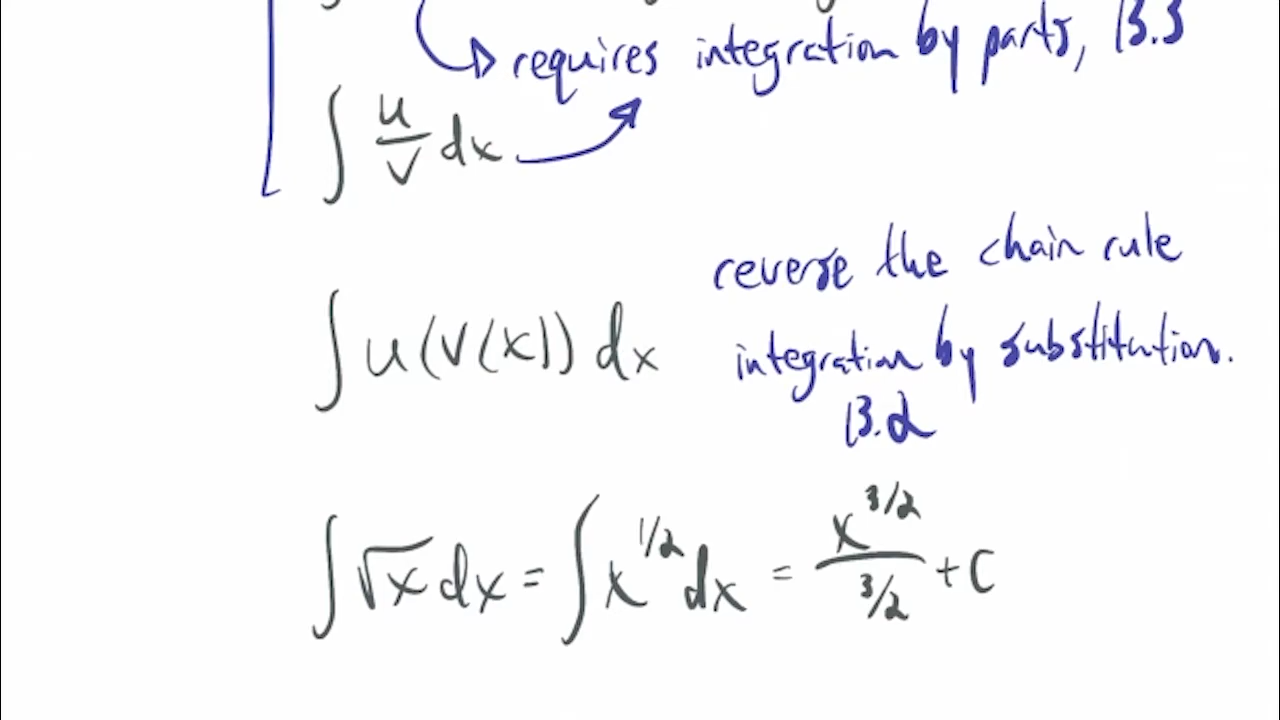 requires integration by parts, 13.3
∫ u/v dx
reverse the chain rule
∫ u(v(x)) dx integration by substitution.
13.2
∫ √x dx = ∫ x^{1/2} dx = x^{3/2}/(3/2) + C